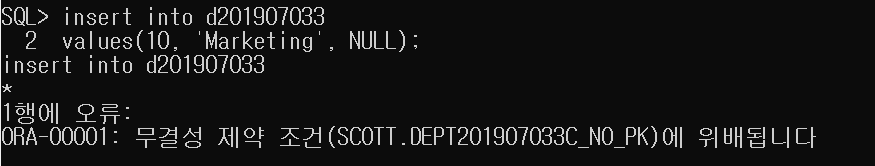 SQL> insert into d201907033
  2  values(10, 'Marketing', NULL);
insert into d201907033
*
1행에 오류:
ORA-00001: 무결성 제약 조건(SCOTT.DEPT201907033C_NO_PK)에 위배됩니다